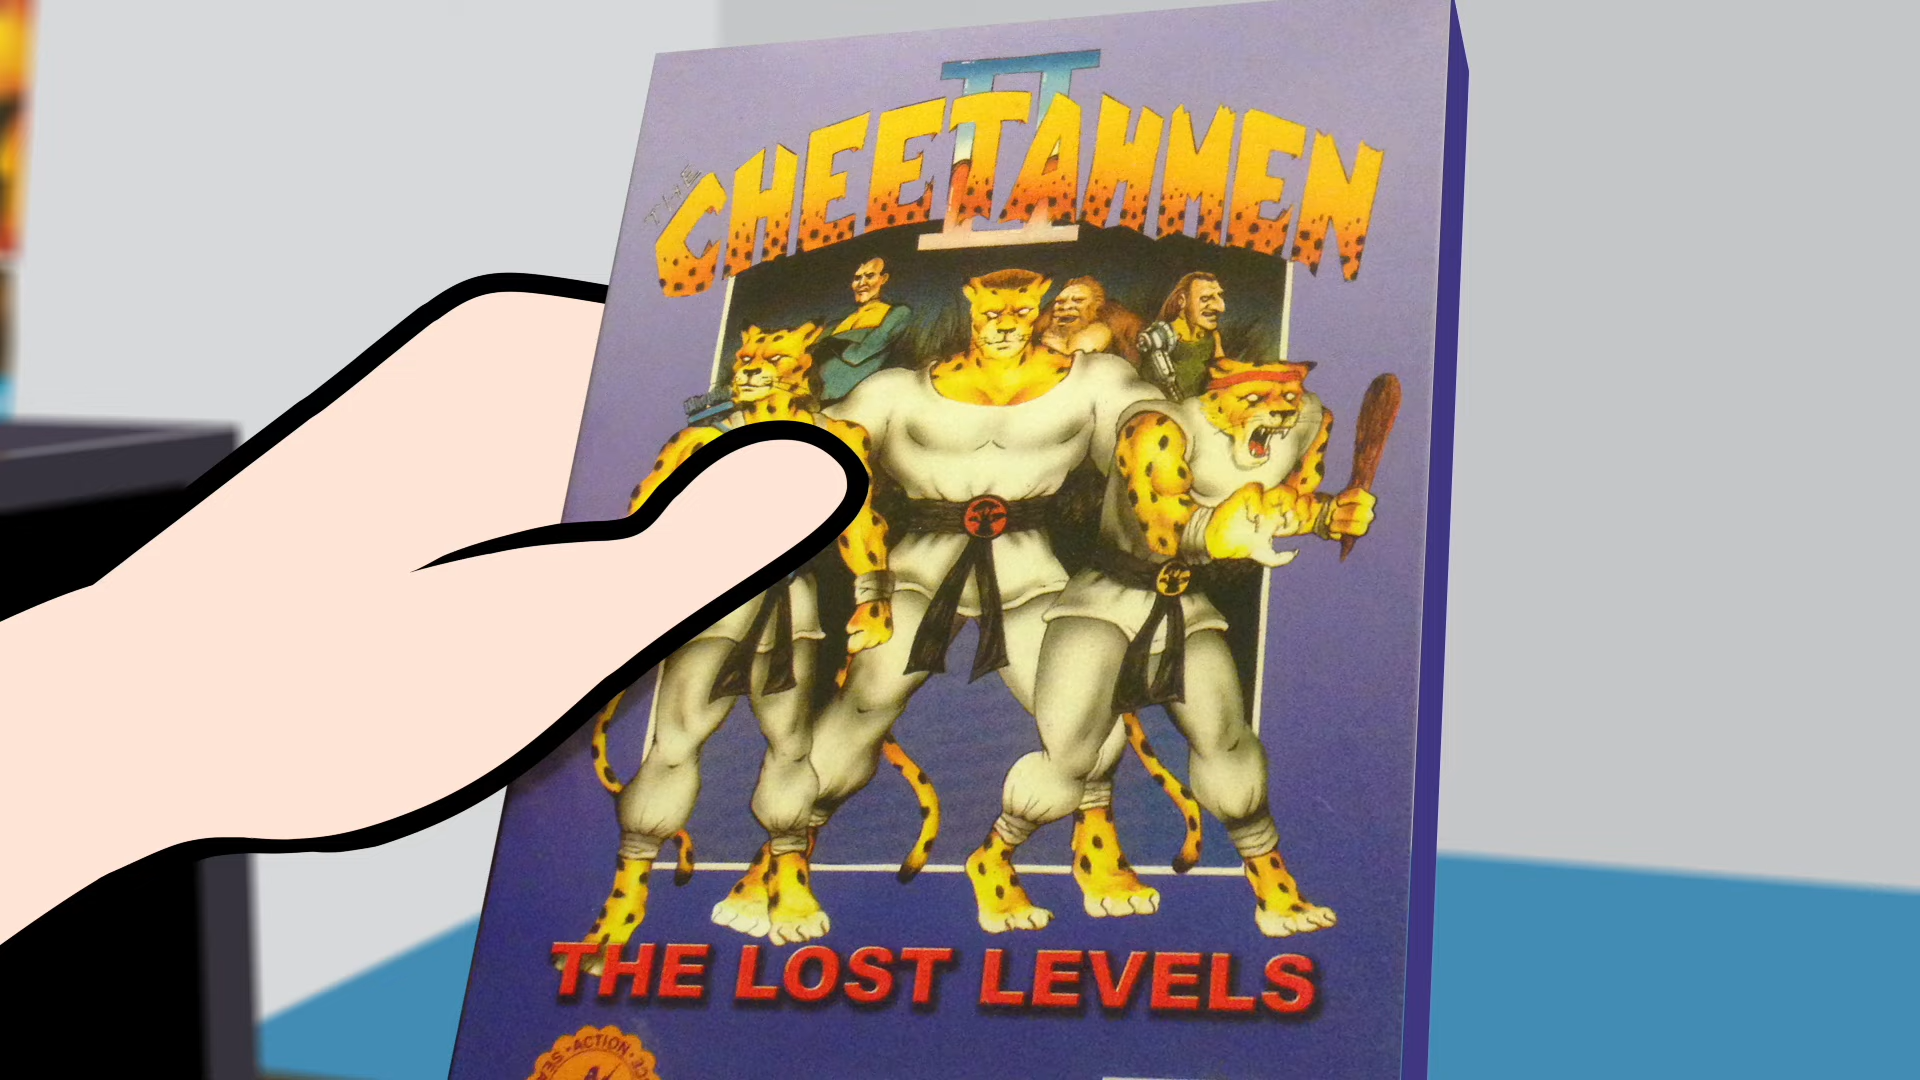 II
THE
CHEETAHMEN
THE LOST LEVELS
ACTION